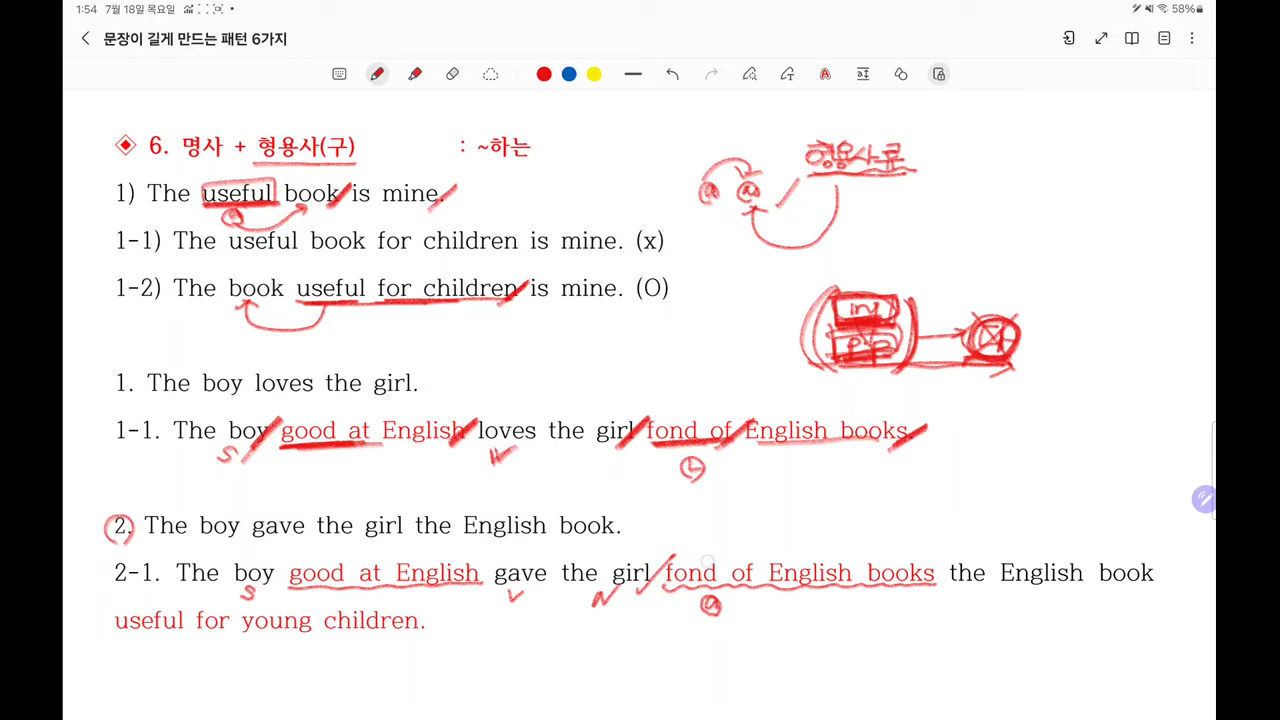 1:54 7월 18일 목요일
58%
문장이 길게 만드는 패턴 6가지
6. 명사 + 형용사(구) : ~하는
형용사류
1) The useful book is mine.
1-1) The useful book for children is mine. (x)
1-2) The book useful for children is mine. (O)
ing
1. The boy loves the girl.
1-1. The boy good at English loves the girl fond of English books.
S V
2. The boy gave the girl the English book.
2-1. The boy good at English gave the girl fond of English books the English book
S V N a
useful for young children.